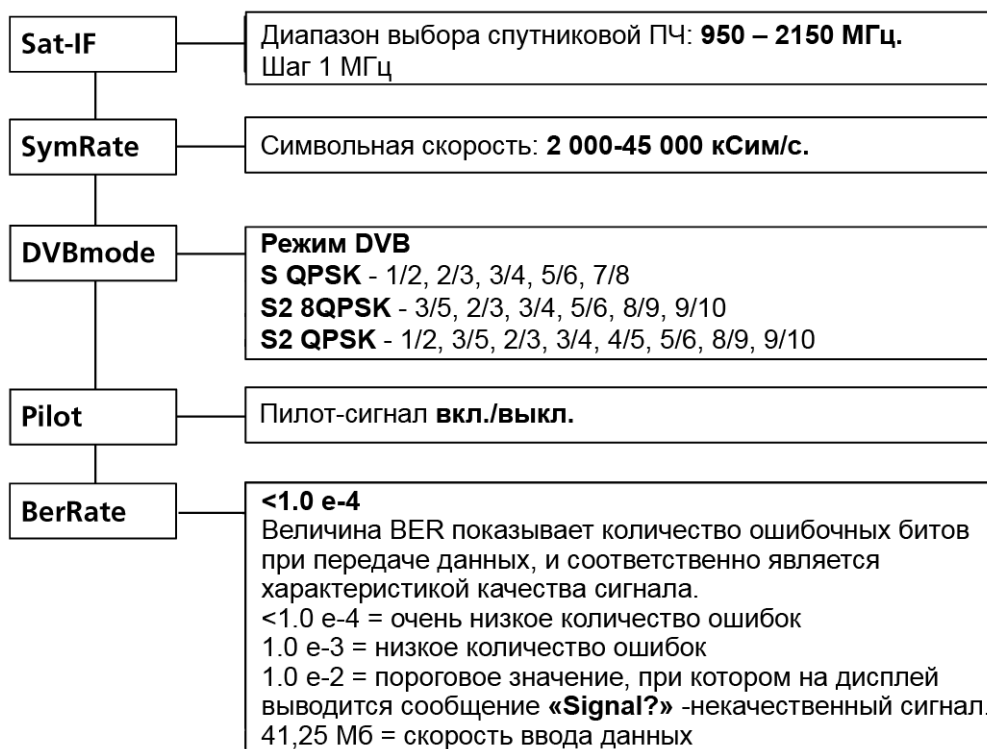 Sat-IF
Диапазон выбора спутниковой ПЧ: 950 – 2150 МГц.
Шаг 1 МГц
SymRate
Символьная скорость: 2 000-45 000 кСим/с.
DVBmode
Режим DVB
S QPSK - 1/2, 2/3, 3/4, 5/6, 7/8
S2 8QPSK - 3/5, 2/3, 3/4, 5/6, 8/9, 9/10
S2 QPSK - 1/2, 3/5, 2/3, 3/4, 4/5, 5/6, 8/9, 9/10
Pilot
Пилот-сигнал вкл./выкл.
BerRate
<1.0 e-4
Величина BER показывает количество ошибочных битов
при передаче данных, и соответственно является
характеристикой качества сигнала.
<1.0 e-4 = очень низкое количество ошибок
1.0 e-3 = низкое количество ошибок
1.0 e-2 = пороговое значение, при котором на дисплей
выводится сообщение «Signal?» -некачественный сигнал.
41,25 Мб = скорость ввода данных